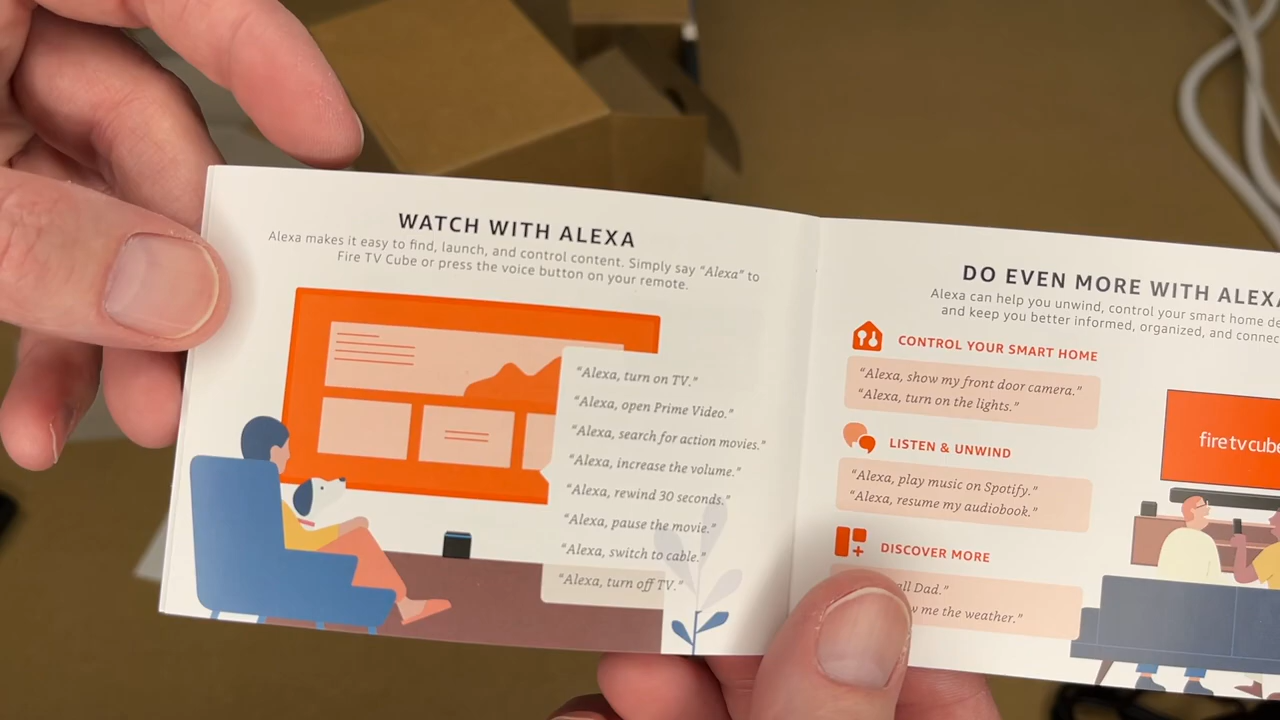 WATCH WITH ALEXA
Alexa makes it easy to find, launch, and control content. Simply say "Alexa" to
Fire TV Cube or press the voice button on your remote.
"Alexa, turn on TV."
"Alexa, open Prime Video."
"Alexa, search for action movies."
"Alexa, increase the volume."
"Alexa, rewind 30 seconds."
"Alexa, pause the movie."
"Alexa, switch to cable."
"Alexa, turn off TV."
DO EVEN MORE WITH ALEXA
Alexa can help you unwind, control your smart home
and keep you better informed, organized, and
CONTROL YOUR SMART HOME
"Alexa, show my front door camera."
"Alexa, turn on the lights."
LISTEN & UNWIND
"Alexa, play music on Spotify."
"Alexa, resume my audiobook."
DISCOVER MORE
Dad."
me the weather."
fire tv cube